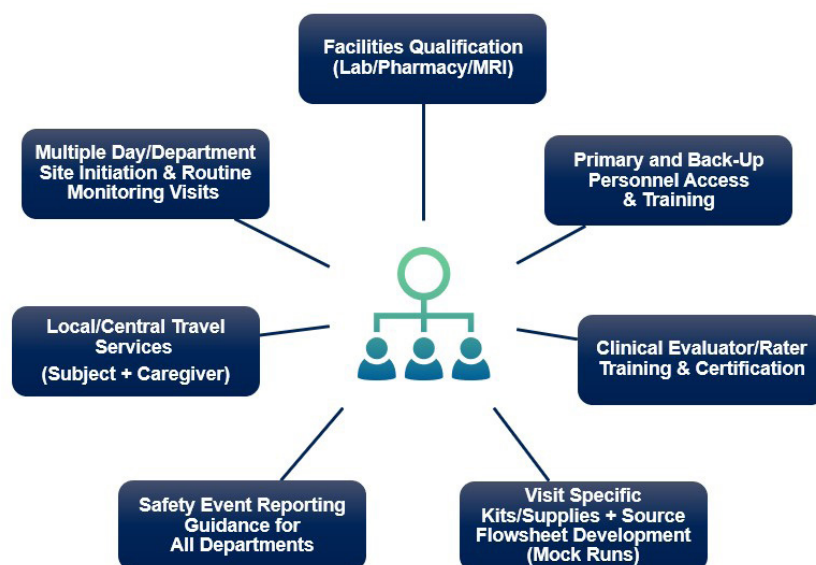 Facilities Qualification
(Lab/Pharmacy/MRI)
Multiple Day/Department
Site Initiation & Routine
Monitoring Visits
Primary and Back-Up
Personnel Access
& Training
Local/Central Travel
Services
(Subject + Caregiver)
Clinical Evaluator/Rater
Training & Certification
Safety Event Reporting
Guidance for
All Departments
Visit Specific
Kits/Supplies + Source
Flowsheet Development
(Mock Runs)